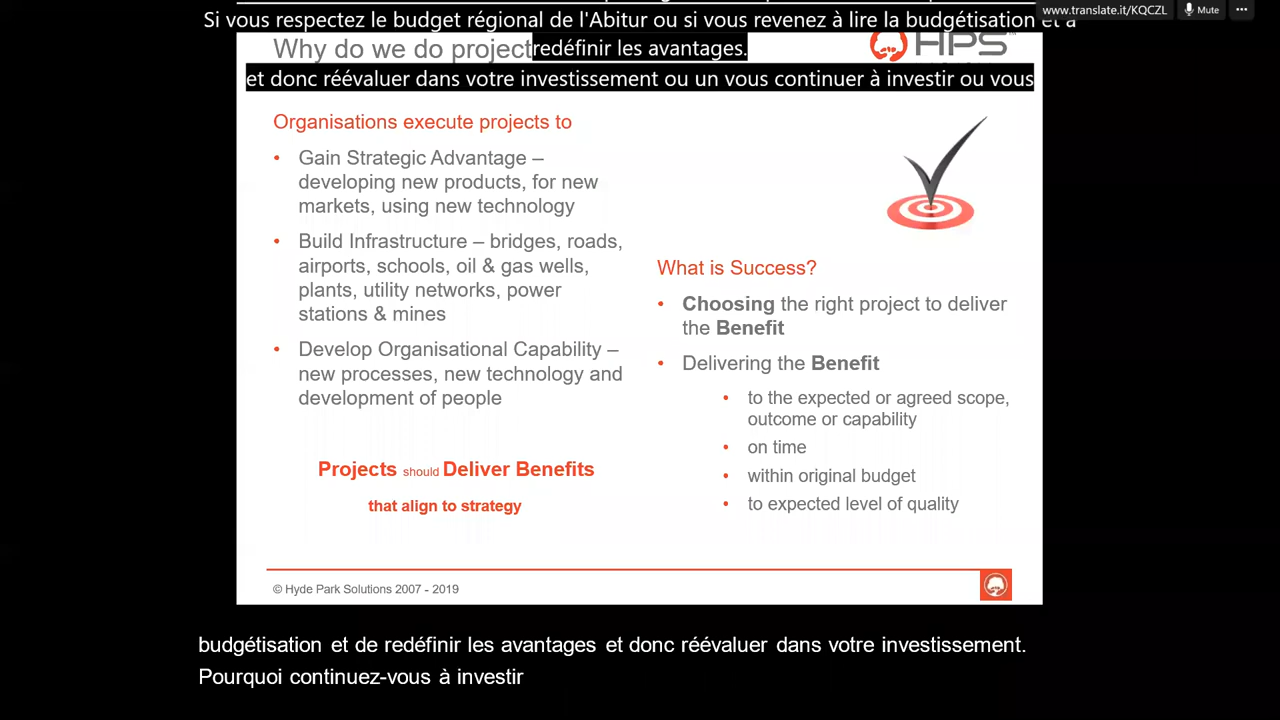 www.translate.it/KQCZL
Mute
Si vous respectez le budget régional de l'Abitur ou si vous revenez à lire la budgétisation et à
redéfinir les avantages.
et donc réévaluer dans votre investissement ou un vous continuer à investir ou vous
Why do we do project
HPS
Organisations execute projects to
• Gain Strategic Advantage –
developing new products, for new
markets, using new technology
• Build Infrastructure – bridges, roads,
airports, schools, oil & gas wells,
plants, utility networks, power
stations & mines
• Develop Organisational Capability –
new processes, new technology and
development of people
Projects should Deliver Benefits
that align to strategy
What is Success?
• Choosing the right project to deliver
the Benefit
• Delivering the Benefit
• to the expected or agreed scope,
outcome or capability
• on time
• within original budget
• to expected level of quality
© Hyde Park Solutions 2007 - 2019
budgétisation et de redéfinir les avantages et donc réévaluer dans votre investissement.
Pourquoi continuez-vous à investir